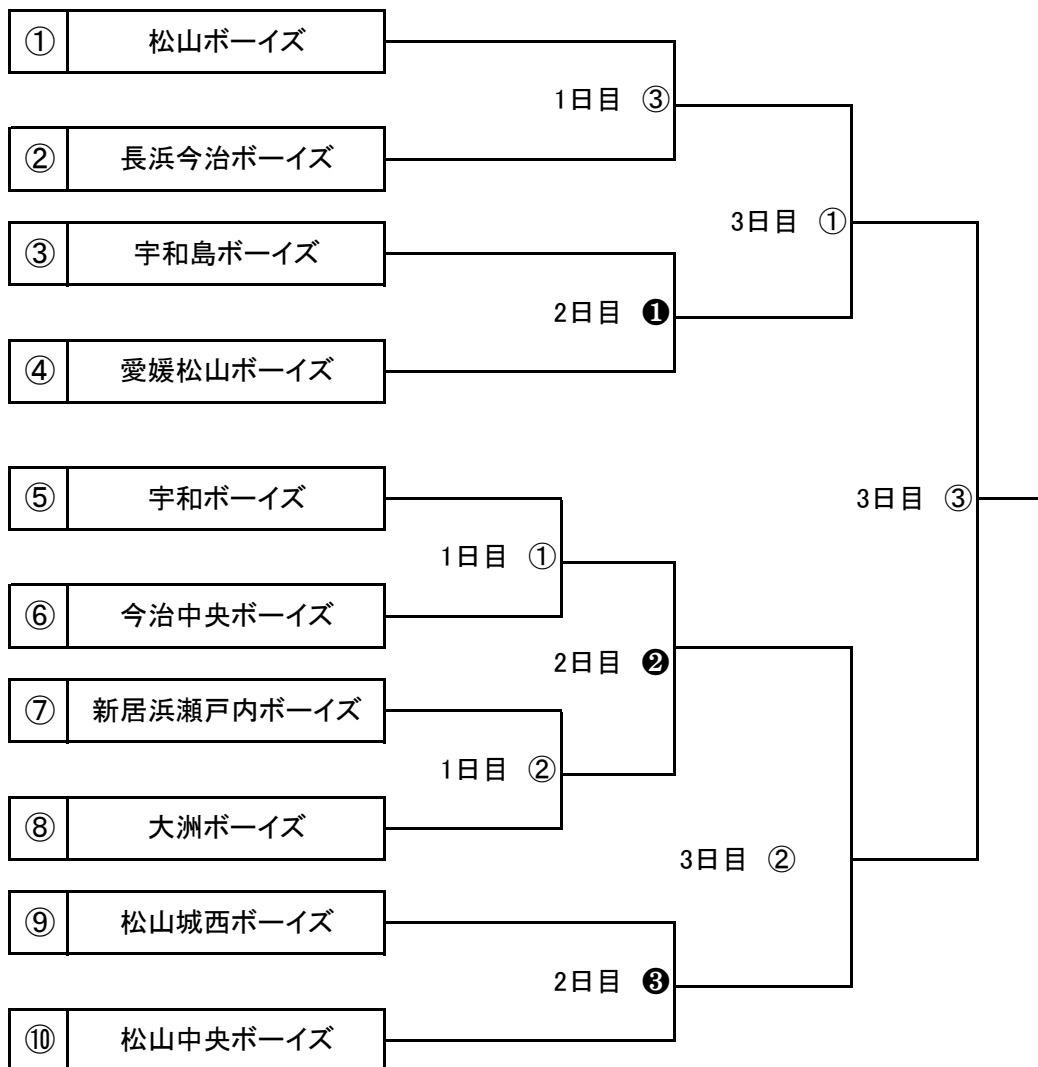 ① 松山ボーイズ
1日目 ③
② 長浜今治ボーイズ
3日目 ①
③ 宇和島ボーイズ
2日目 ❶
④ 愛媛松山ボーイズ
⑤ 宇和ボーイズ
3日目 ③
1日目 ①
⑥ 今治中央ボーイズ
2日目 ❷
⑦ 新居浜瀬戸内ボーイズ
1日目 ②
⑧ 大洲ボーイズ
3日目 ②
⑨ 松山城西ボーイズ
2日目 ❸
⑩ 松山中央ボーイズ